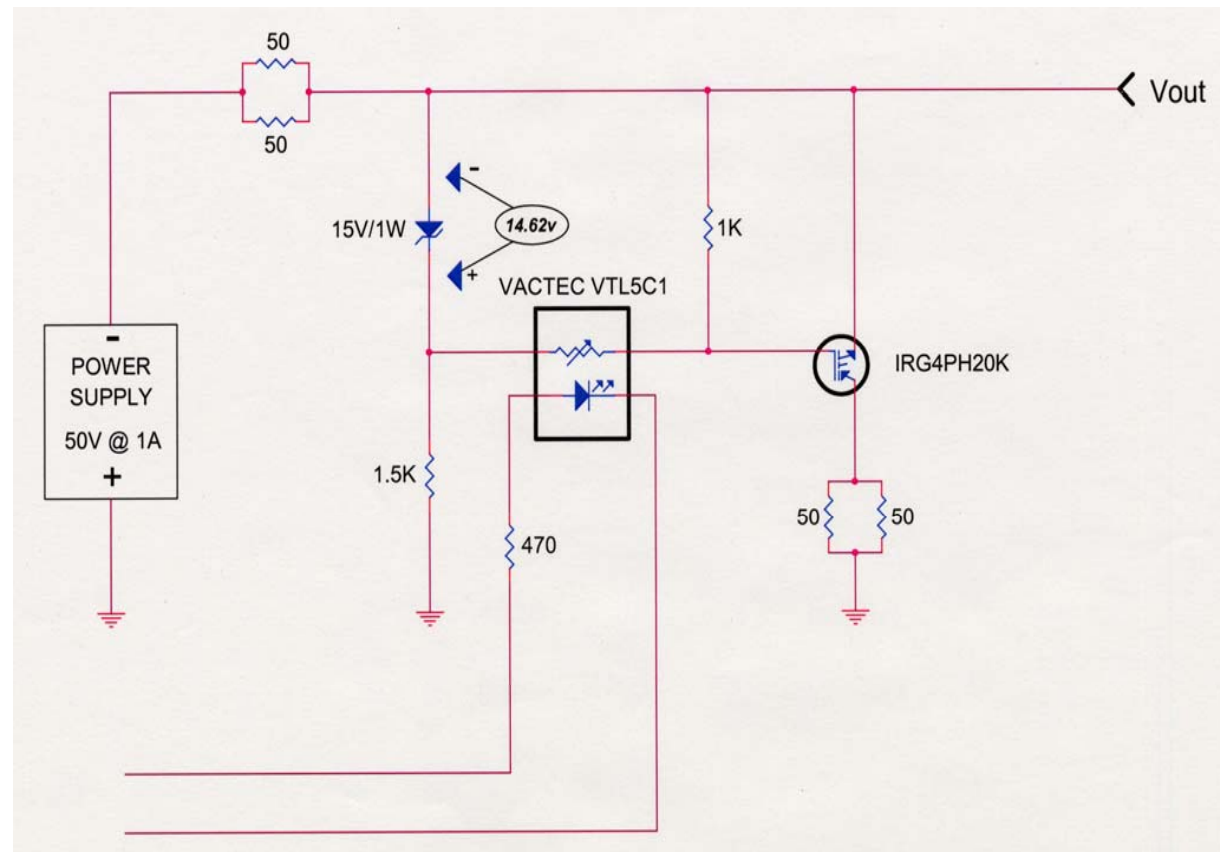 50
50
Vout
-
15V/1W
14.62v
+
1K
VACTEC VTL5C1
-
POWER
SUPPLY
50V @ 1A
+
IRG4PH20K
1.5K
470
50
50